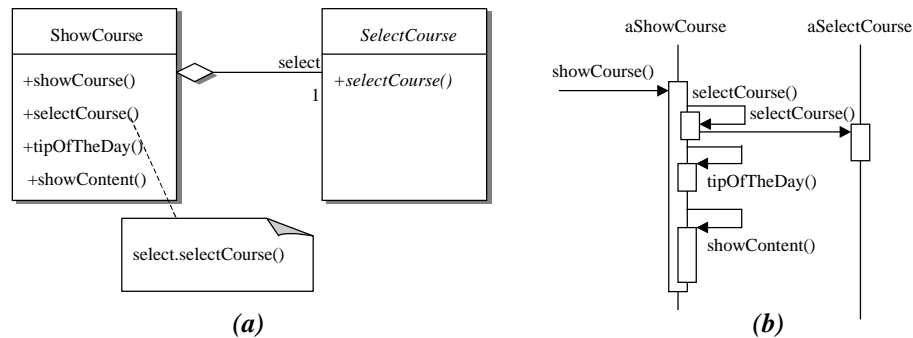 ShowCourse
+showCourse()
+selectCourse()
+tipOfTheDay()
+showContent()
select
1
SelectCourse
+selectCourse()
select.selectCourse()
(a)
aShowCourse
aSelectCourse
showCourse()
selectCourse()
selectCourse()
tipOfTheDay()
showContent()
(b)